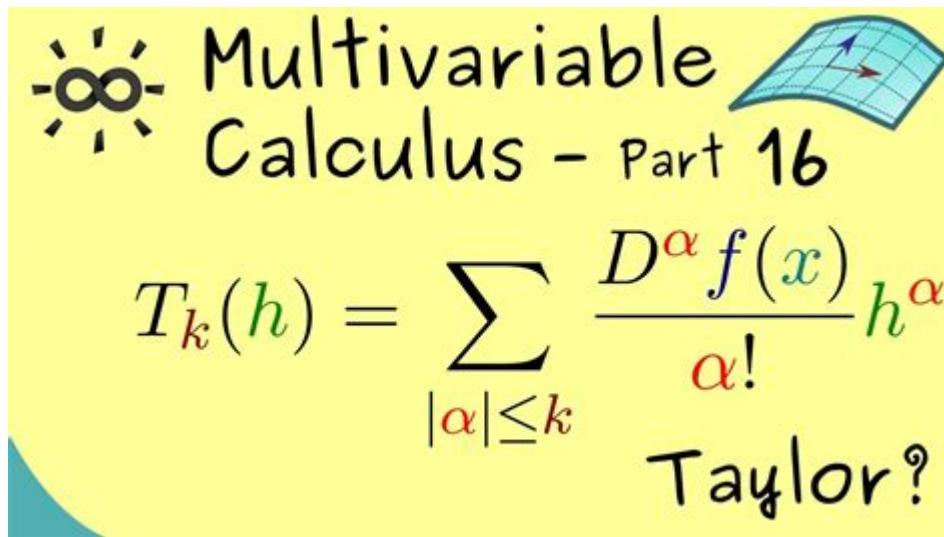 Multivariable
Calculus - Part 16
T_k(h) = ∑_{|α|≤k} D^α f(x) / α! h^α
Taylor?